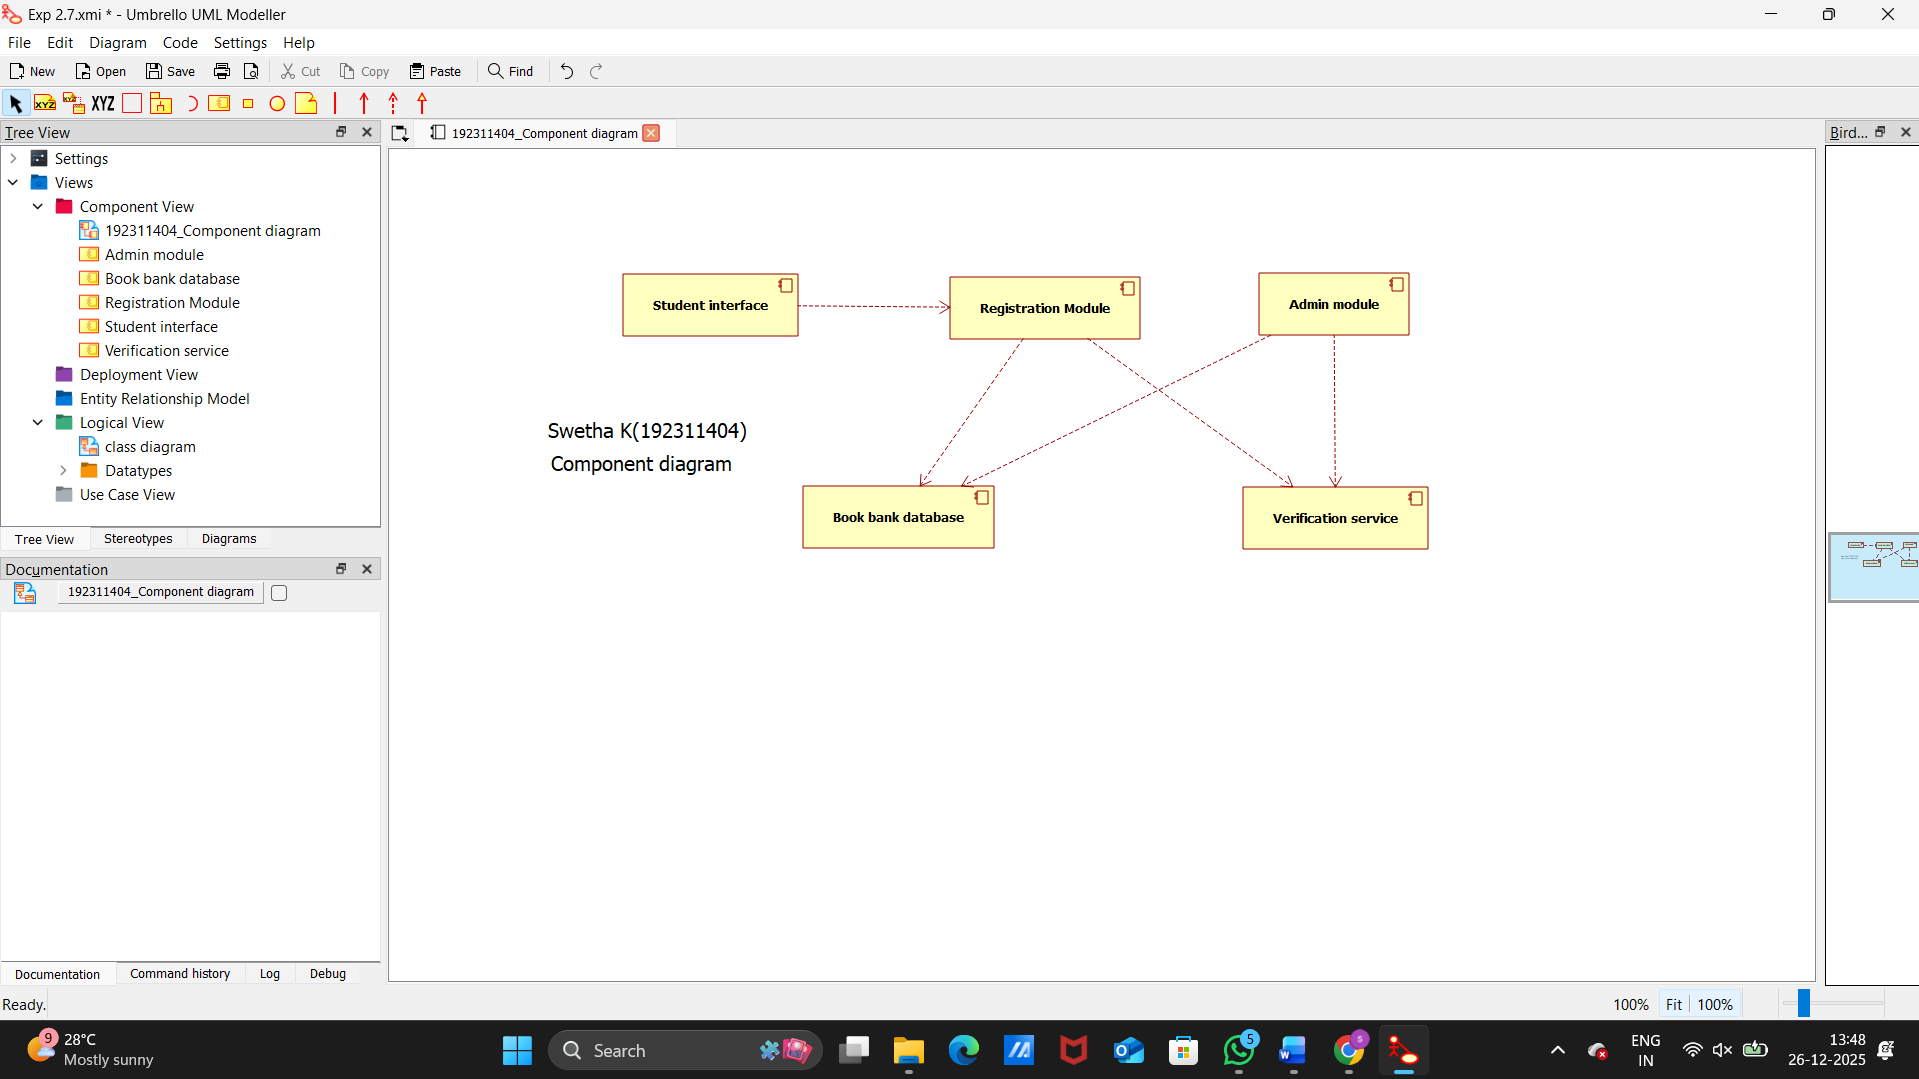 Exp 2.7.xmi * - Umbrello UML Modeller
File Edit Diagram Code Settings Help
New Open Save Cut Copy Paste Find
XYZ XYZ XYZ
Tree View
192311404_Component diagram
Bird...
Settings
Views
Component View
192311404_Component diagram
Admin module
Book bank database
Registration Module
Student interface
Verification service
Deployment View
Entity Relationship Model
Logical View
class diagram
Datatypes
Use Case View
Tree View Stereotypes Diagrams
Documentation
192311404_Component diagram
Student interface
Registration Module
Admin module
Swetha K(192311404)
Component diagram
Book bank database
Verification service
Documentation Command history Log Debug
Ready.
100% Fit 100%
9
28°C
Mostly sunny
Search
5
S
ENG
IN
13:48
26-12-2025